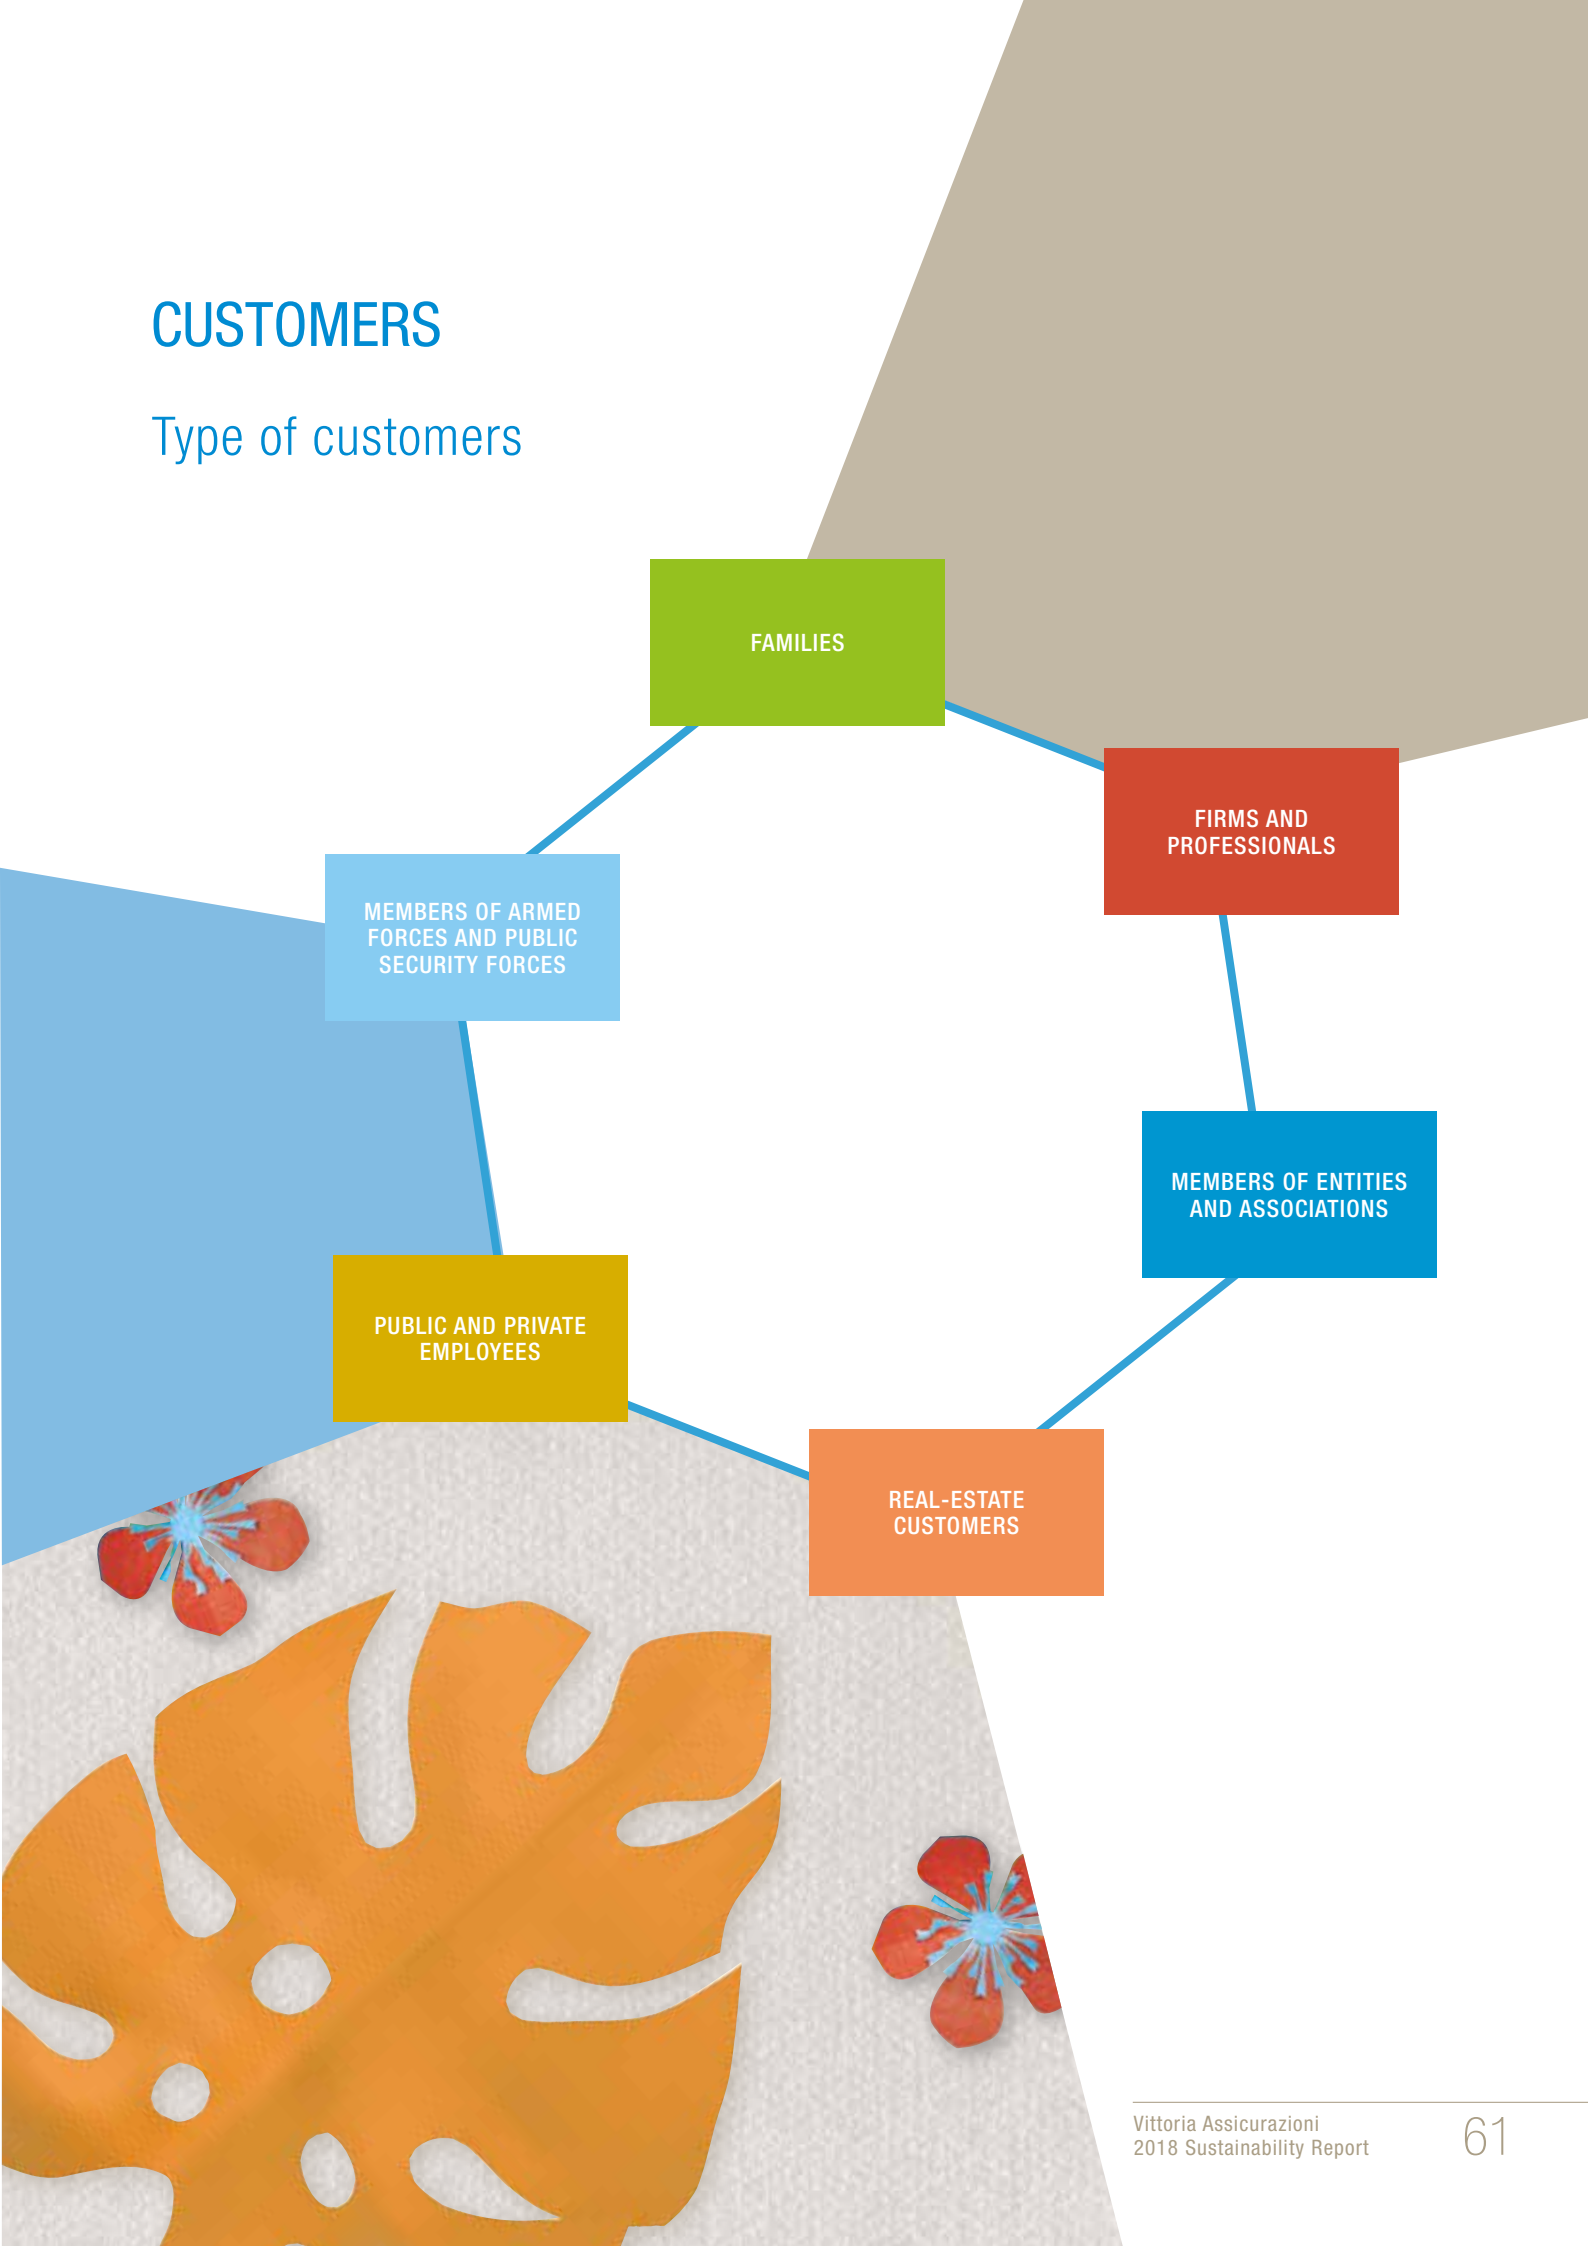 CUSTOMERS
Type of customers
FAMILIES
FIRMS AND
PROFESSIONALS
MEMBERS OF ARMED
FORCES AND PUBLIC
SECURITY FORCES
MEMBERS OF ENTITIES
AND ASSOCIATIONS
PUBLIC AND PRIVATE
EMPLOYEES
REAL-ESTATE
CUSTOMERS
Vittoria Assicurazioni
2018 Sustainability Report
61